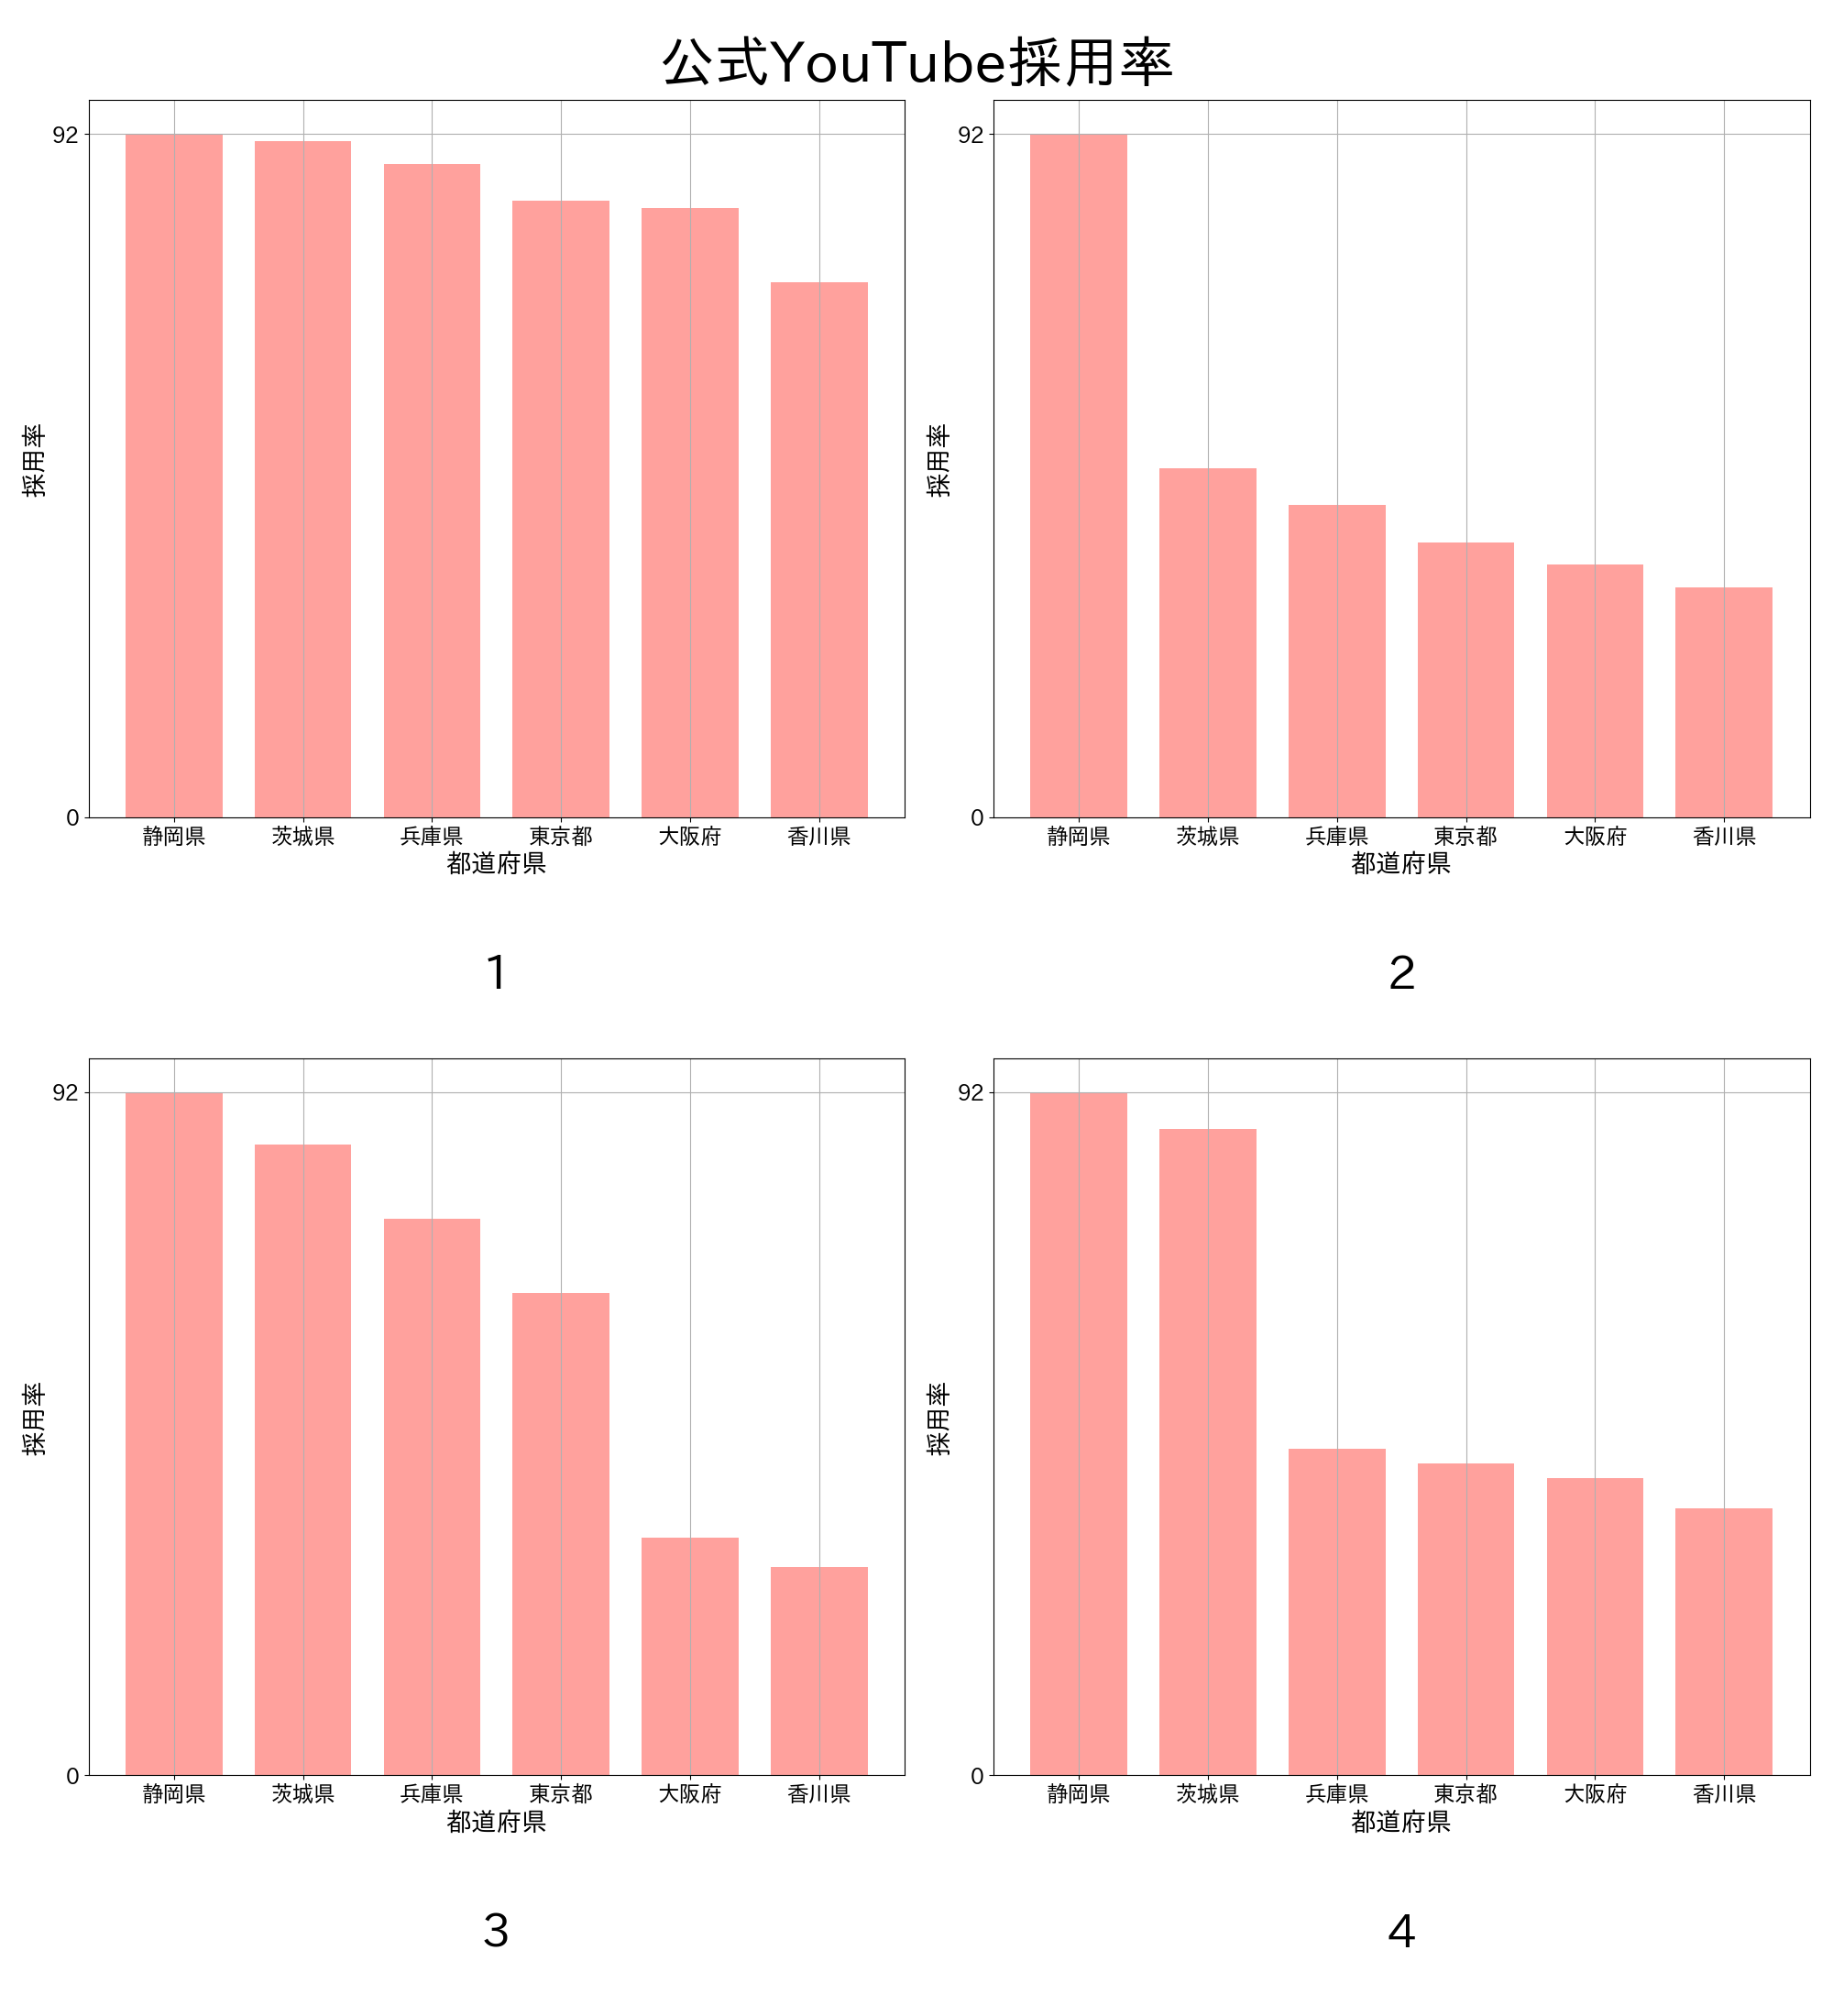 公式YouTube採用率
92
採用率
0
静岡県 茨城県 兵庫県 東京都 大阪府 香川県
都道府県
1
92
採用率
0
静岡県 茨城県 兵庫県 東京都 大阪府 香川県
都道府県
2
92
採用率
0
静岡県 茨城県 兵庫県 東京都 大阪府 香川県
都道府県
3
92
採用率
0
静岡県 茨城県 兵庫県 東京都 大阪府 香川県
都道府県
4